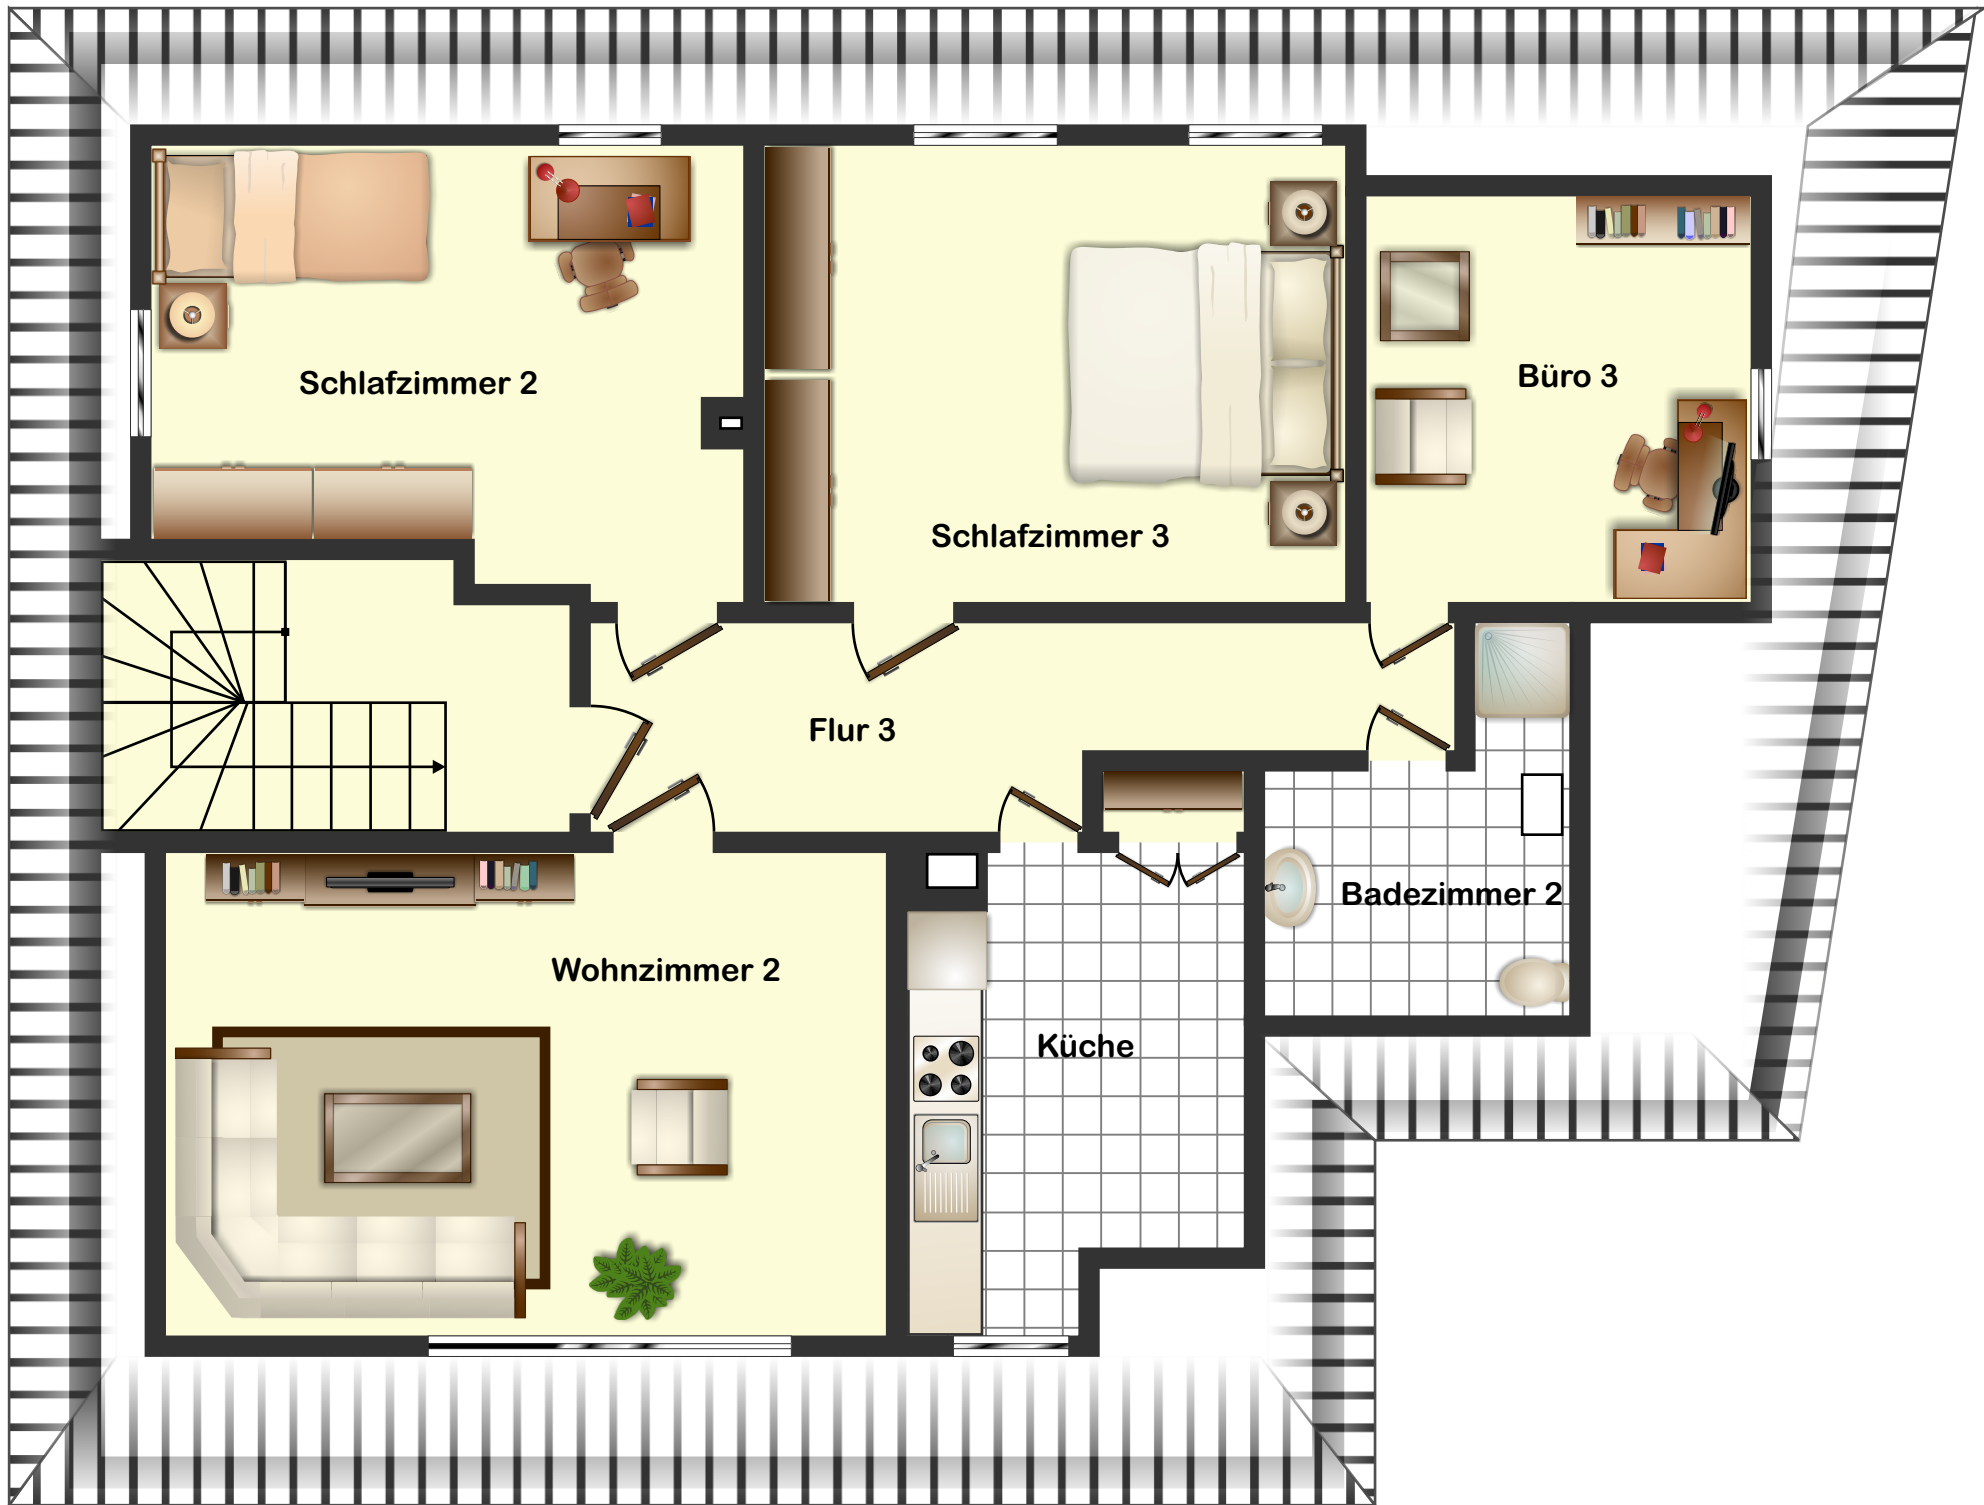 Schlafzimmer 2
Büro 3
Schlafzimmer 3
Flur 3
Badezimmer 2
Wohnzimmer 2
Küche